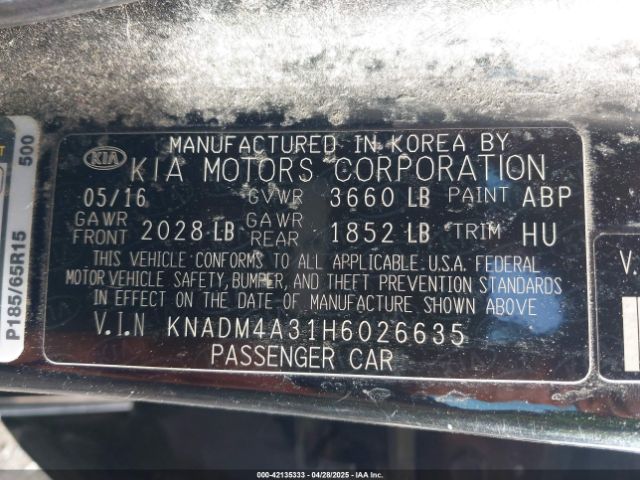 MANUFACTURED IN KOREA BY
KIA
KIA MOTORS CORPORATION
05/16 GVWR 3660 LB PAINT ABP
GAWR FRONT 2028 LB GAWR REAR 1852 LB TRIM HU
THIS VEHICLE CONFORMS TO ALL APPLICABLE U.S.A. FEDERAL
MOTOR VEHICLE SAFETY, BUMPER, AND THEFT PREVENTION STANDARDS
IN EFFECT ON THE DATE OF MANUFACTURE SHOWN ABOVE
V.I.N KNADM4A31H6026635
PASSENGER CAR
P185/65R15
500
V.
000-42135333 - 04/28/2025 - IAA Inc.